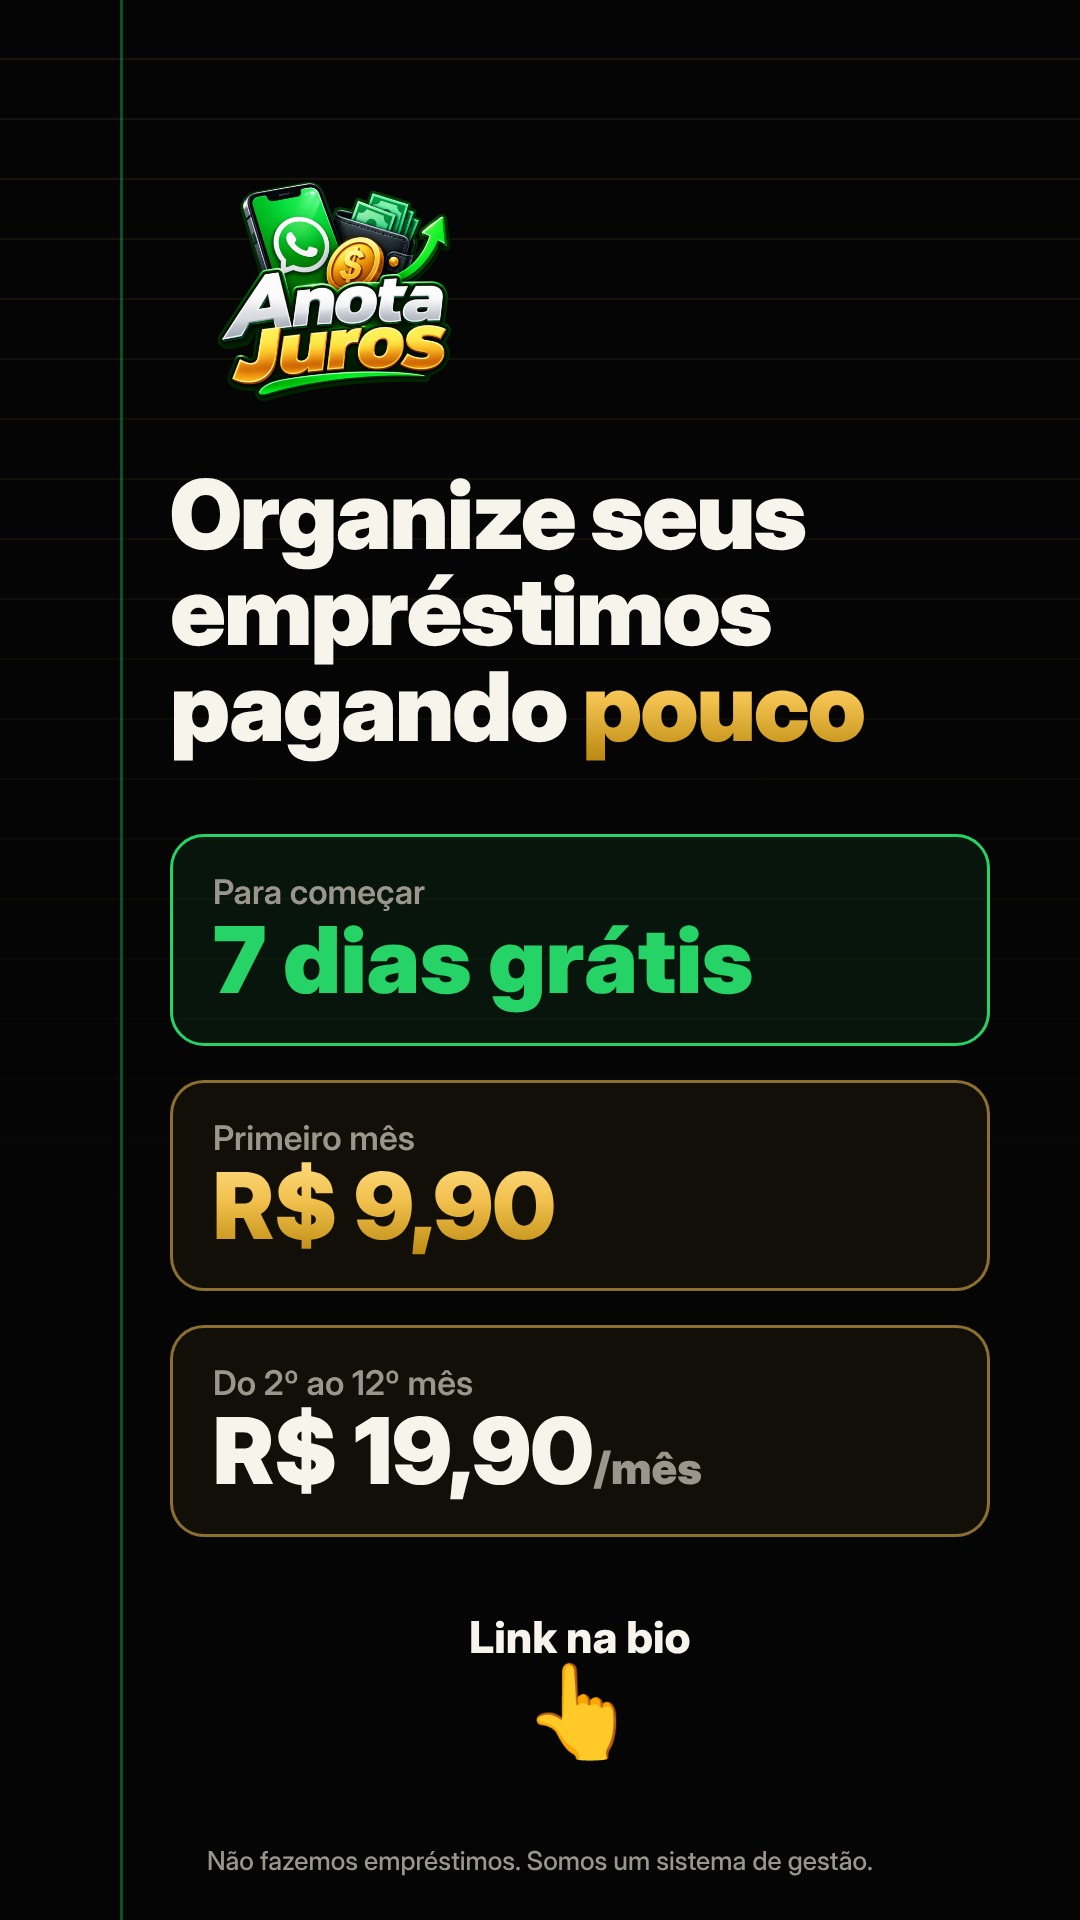 Anota
Juros
Organize seus
empréstimos
pagando pouco
Para começar
7 dias grátis
Primeiro mês
R$ 9,90
Do 2º ao 12º mês
R$ 19,90/mês
Link na bio
Não fazemos empréstimos. Somos um sistema de gestão.